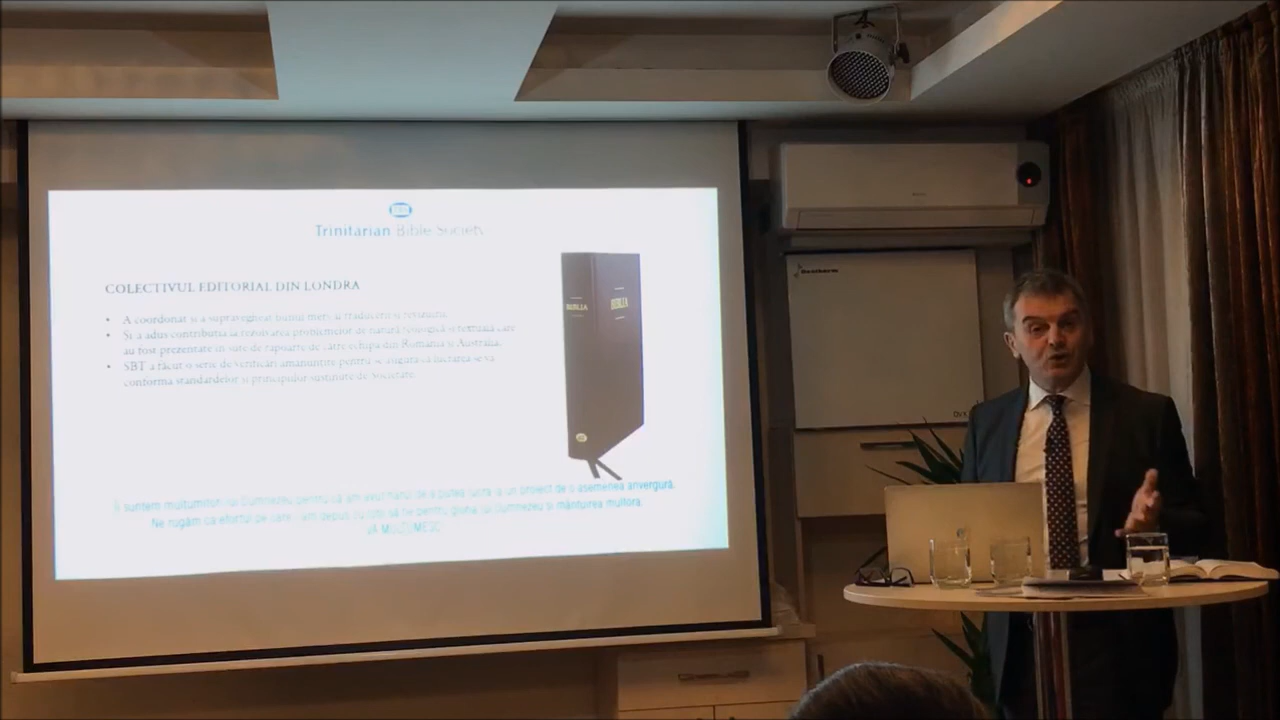 Trinitarian Bible Society
COLECTIVUL EDITORIAL DIN LONDRA
• A coordonat și a supravegheat bunul mers al traducerii și revizuirii.
• Și-a adus contribuția la rezolvarea problemelor de natură teologică și textuală care
au fost prezentate în sute de rapoarte de către echipa din România și Australia.
• SBT a făcut o serie de verificări amănunțite pentru se asigura că lucrarea se va
conforma standardelor și principiilor susținute de Societate.
BIBLIA BIBLIA
suntem mulțumitori lui Dumnezeu pentru că am avut harul de a putea lucra la un proiect de o asemenea anvergură.
Ne rugăm ca efortul pe care l-am depus cu toții să fie pentru gloria lui Dumnezeu și mântuirea multora.
MULȚUMESC